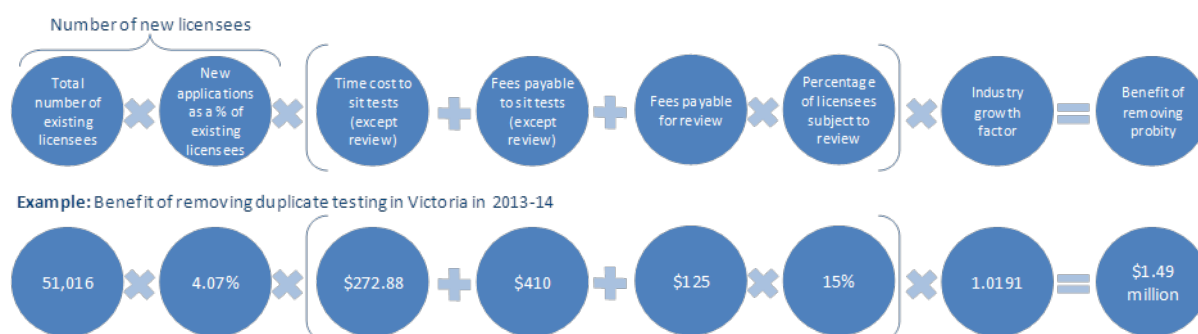 Number of new licensees
Total
number of
existing
licensees
New
applications
as a % of
existing
licensees
Time cost to
sit tests
(except
review)
Fees payable
to sit tests
(except
review)
Fees payable
for review
Percentage
of licensees
subject to
review
Industry
growth
factor
Benefit of
removing
probity
Example: Benefit of removing duplicate testing in Victoria in 2013-14
51,016
4.07%
$272.88
$410
$125
15%
1.0191
$1.49
million